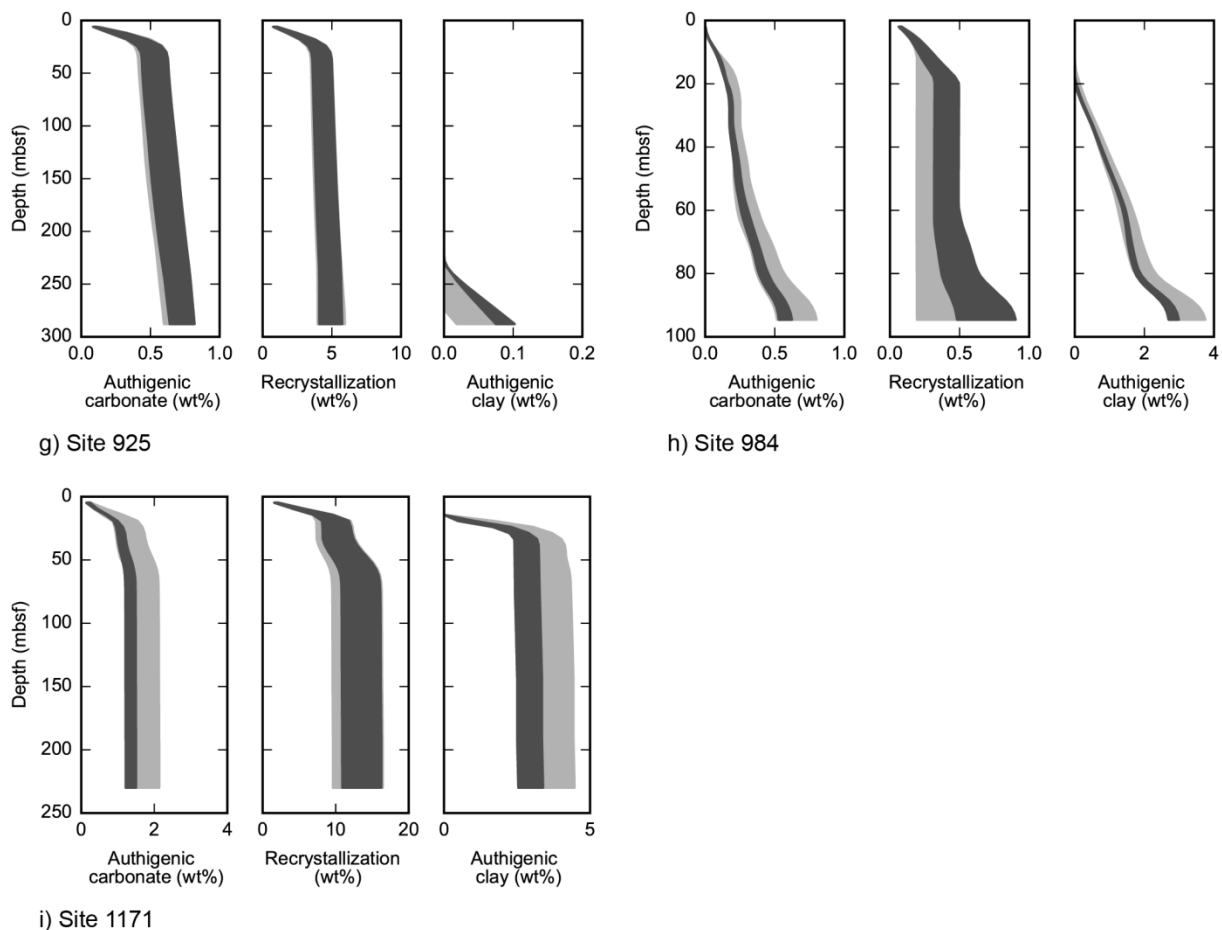 0
50
100
150
200
250
300
Depth (mbsf)
0.0 0.5 1.0
Authigenic
carbonate (wt%)
0 5 10
Recrystallization
(wt%)
0.0 0.1 0.2
Authigenic
clay (wt%)
g) Site 925
0
20
40
60
80
100
Depth (mbsf)
0.0 0.5 1.0
Authigenic
carbonate (wt%)
0.0 0.5 1.0
Recrystallization
(wt%)
0 2 4
Authigenic
clay (wt%)
h) Site 984
0
50
100
150
200
250
Depth (mbsf)
0 2 4
Authigenic
carbonate (wt%)
0 10 20
Recrystallization
(wt%)
0 5
Authigenic
clay (wt%)
i) Site 1171